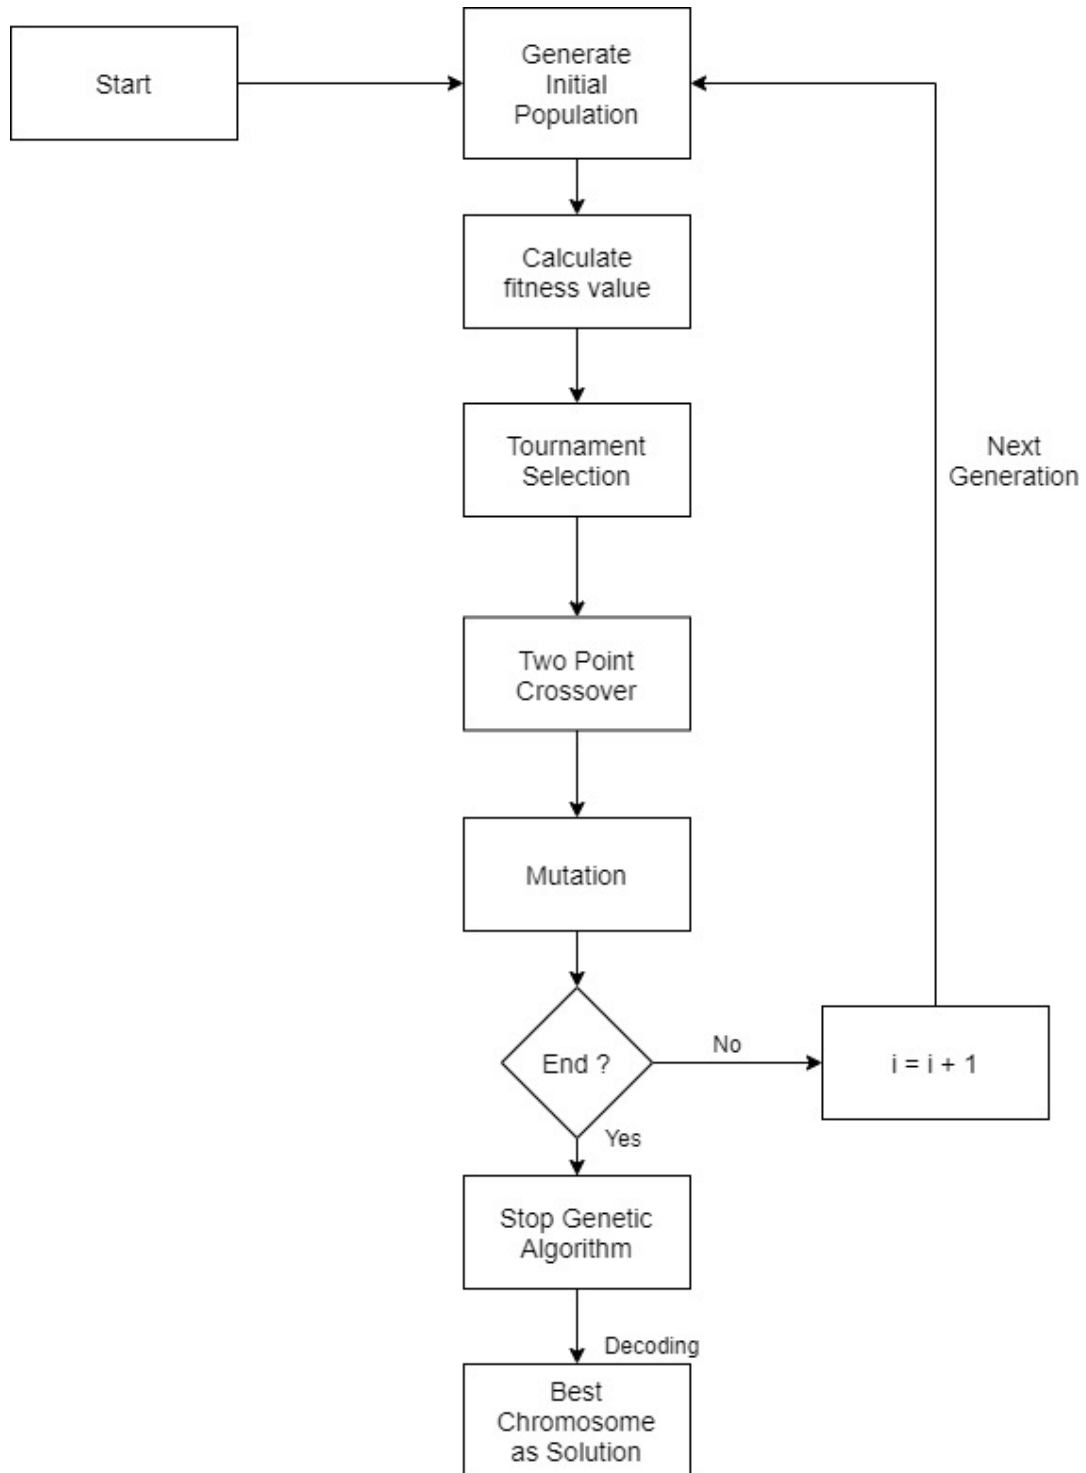 Start
Generate
Initial
Population
Calculate
fitness value
Tournament
Selection
Next
Generation
Two Point
Crossover
Mutation
End ?
No
i = i + 1
Yes
Stop Genetic
Algorithm
Decoding
Best
Chromosome
as Solution